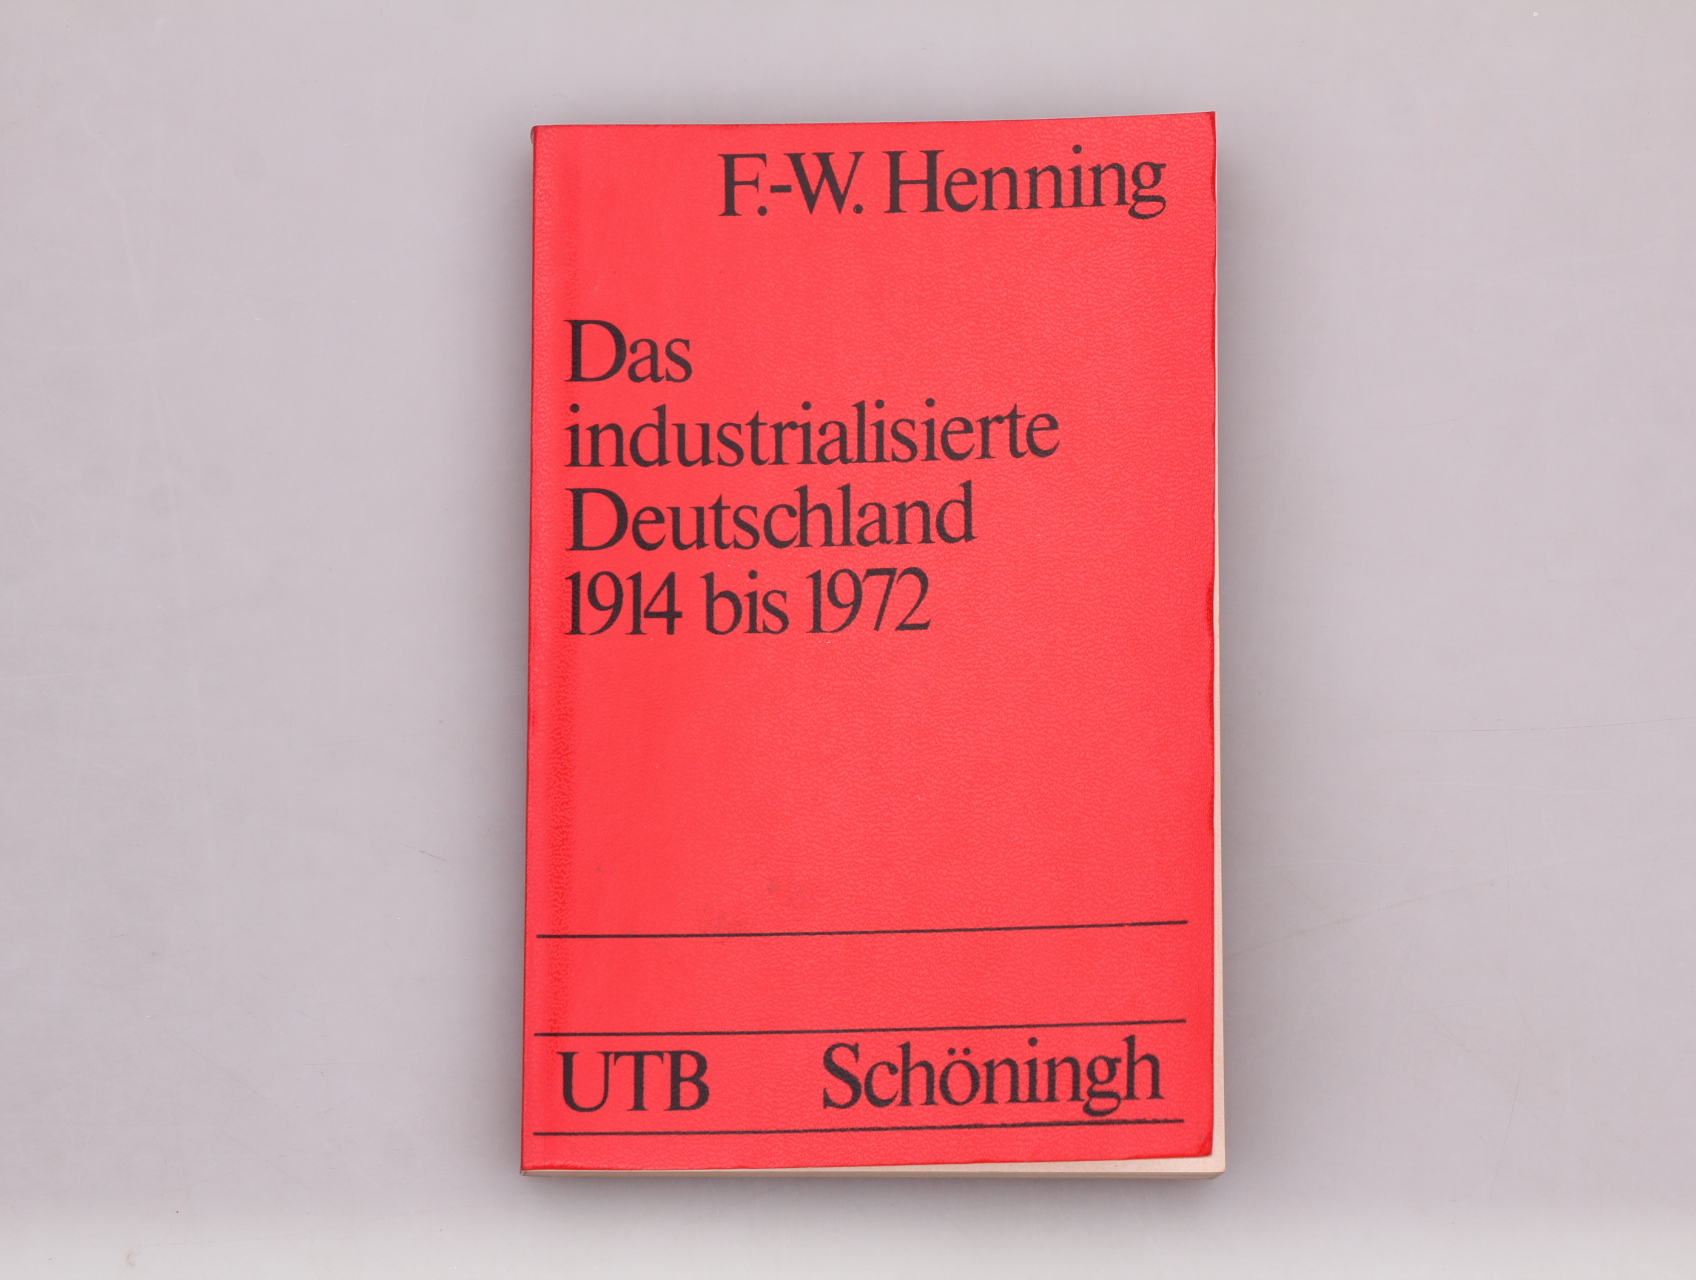 F.-W. Henning
Das
industrialisierte
Deutschland
1914 bis 1972
UTB Schöningh